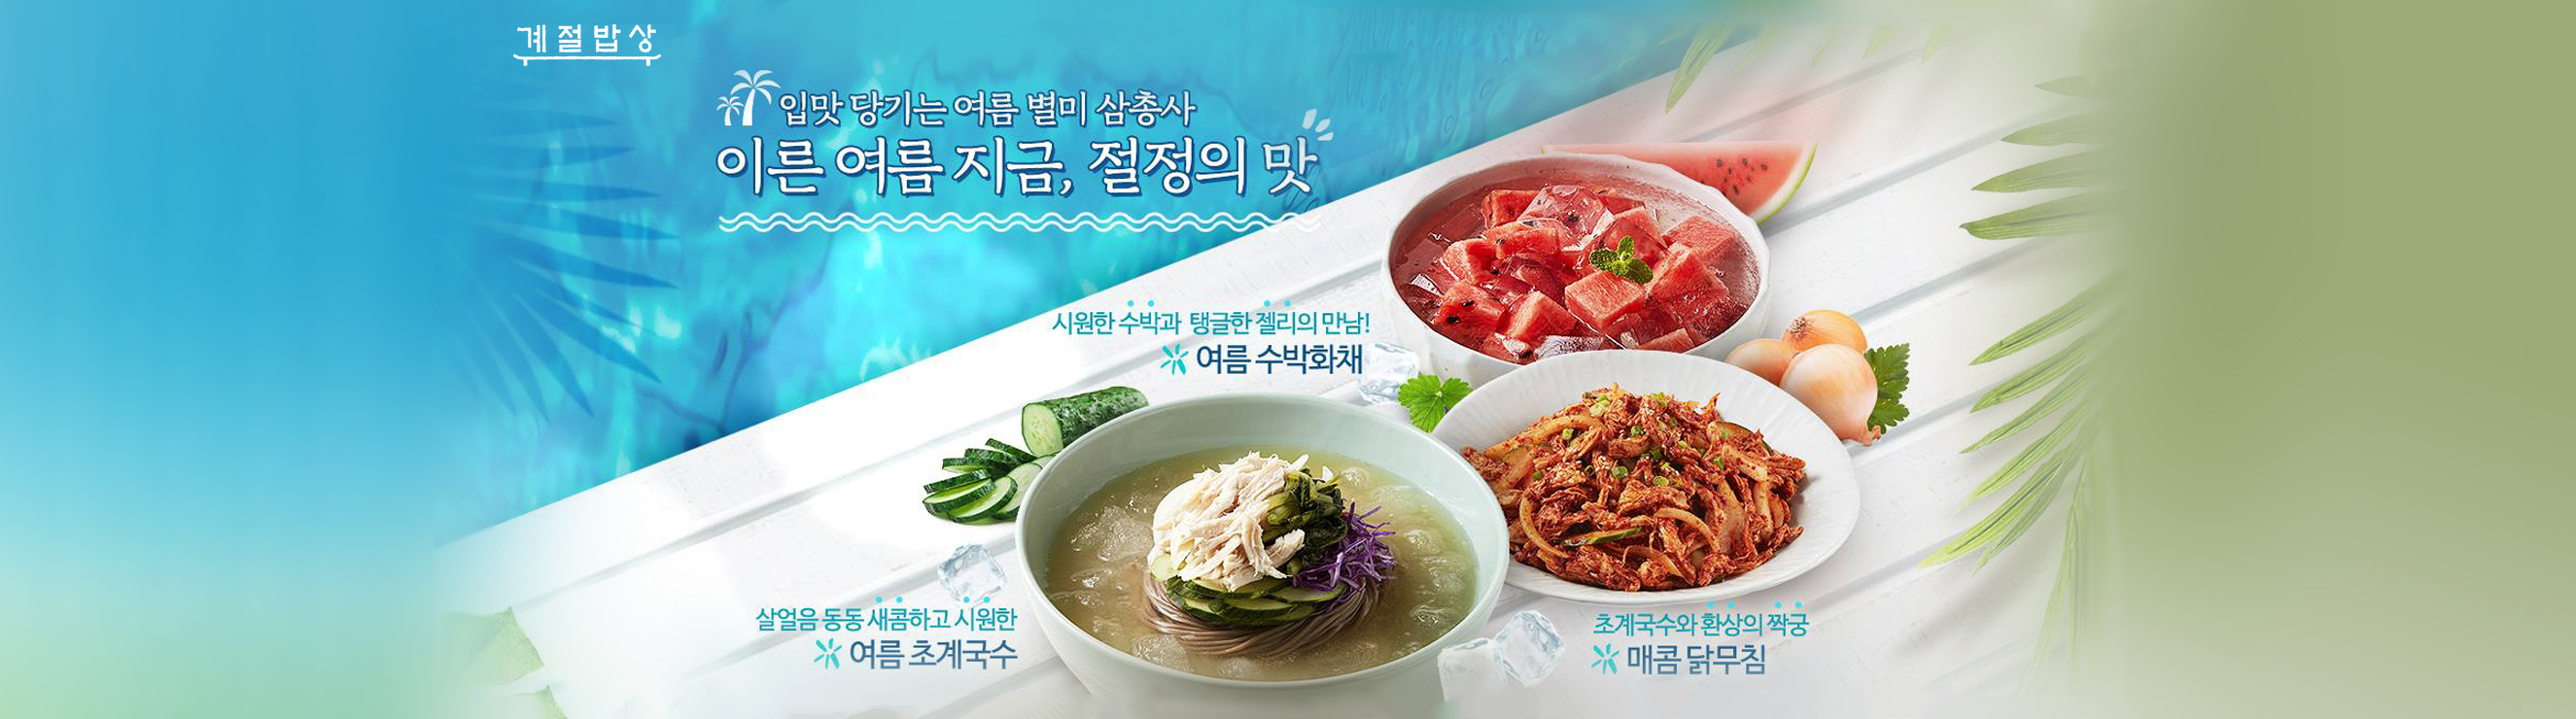 계절밥상
입맛 당기는 여름 별미 삼총사
이른 여름 지금, 절정의 맛
시원한 수박과 탱글한 젤리의 만남!
여름 수박화채
살얼음 동동 새콤하고 시원한
여름 초계국수
초계국수와 환상의 짝궁
매콤 닭무침